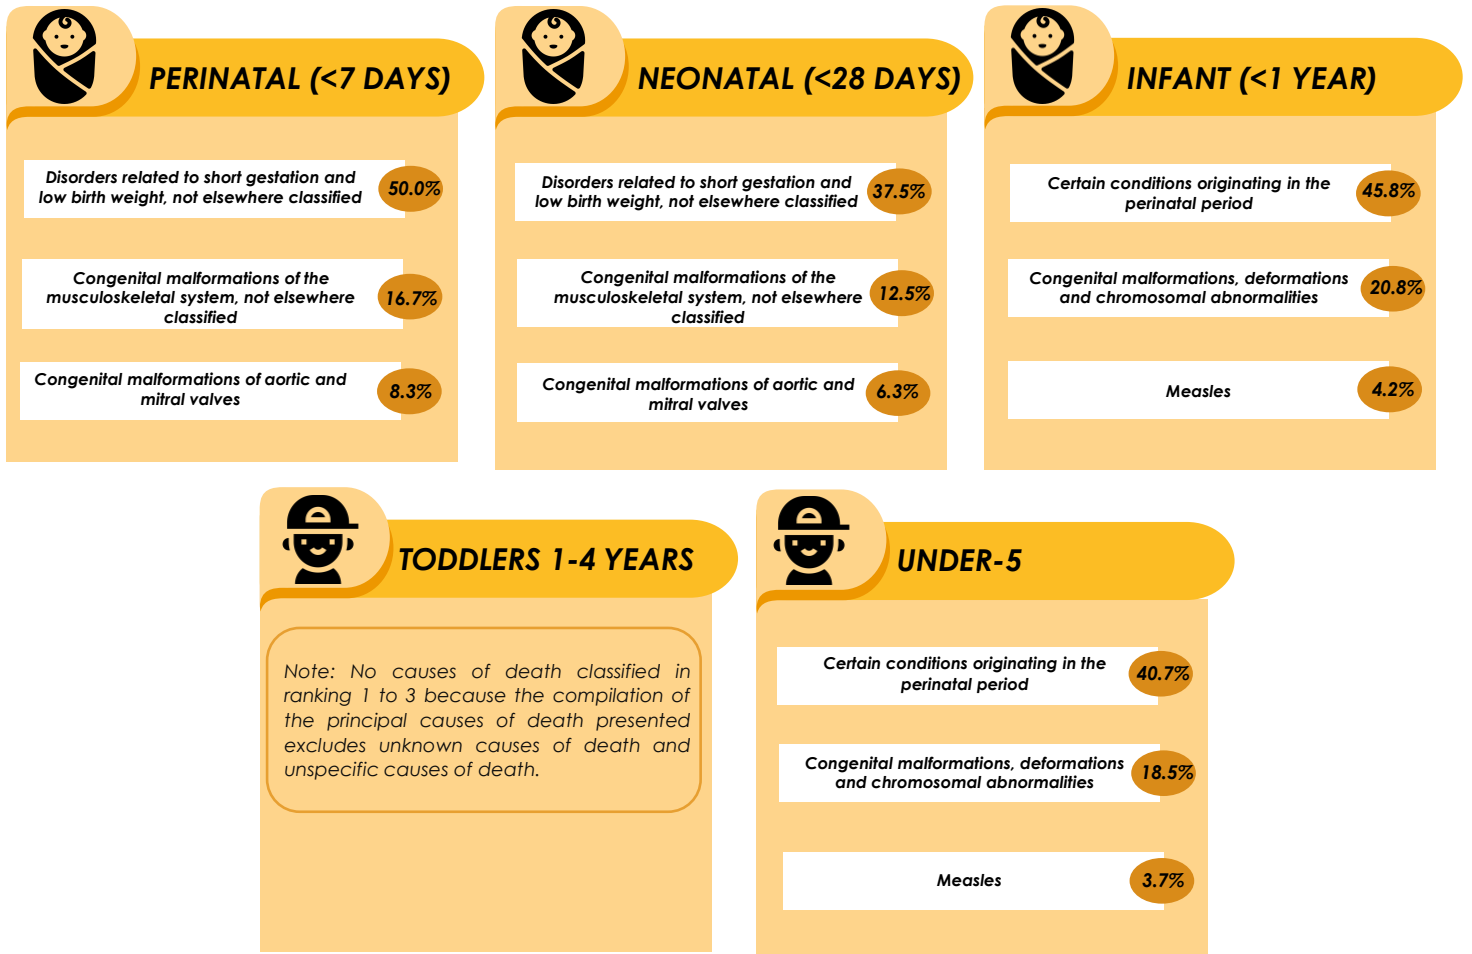 PERINATAL (<7 DAYS)
Disorders related to short gestation and
low birth weight, not elsewhere classified
50.0%
Congenital malformations of the
musculoskeletal system, not elsewhere
classified
16.7%
Congenital malformations of aortic and
mitral valves
8.3%
NEONATAL (<28 DAYS)
Disorders related to short gestation and
low birth weight, not elsewhere classified
37.5%
Congenital malformations of the
musculoskeletal system, not elsewhere
classified
12.5%
Congenital malformations of aortic and
mitral valves
6.3%
INFANT (<1 YEAR)
Certain conditions originating in the
perinatal period
45.8%
Congenital malformations, deformations
and chromosomal abnormalities
20.8%
Measles
4.2%
TODDLERS 1-4 YEARS
Note: No causes of death classified in
ranking 1 to 3 because the compilation of
the principal causes of death presented
excludes unknown causes of death and
unspecific causes of death.
UNDER-5
Certain conditions originating in the
perinatal period
40.7%
Congenital malformations, deformations
and chromosomal abnormalities
18.5%
Measles
3.7%